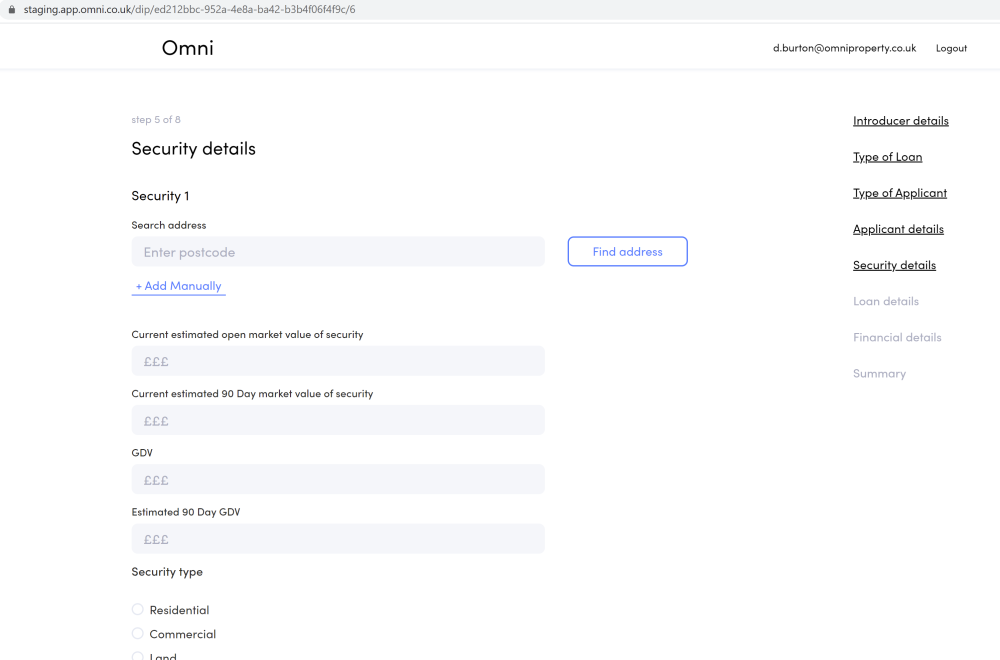 staging.app.omni.co.uk/dip/ed212bbc-952a-4e8a-ba42-b3b4f06f4f9c/6
Omni
d.burton@omniproperty.co.uk Logout
step 5 of 8
Security details
Security 1
Search address
Enter postcode
Find address
+ Add Manually
Current estimated open market value of security
£££
Current estimated 90 Day market value of security
£££
GDV
£££
Estimated 90 Day GDV
£££
Security type
Residential
Commercial
Land
Introducer details
Type of Loan
Type of Applicant
Applicant details
Security details
Loan details
Financial details
Summary